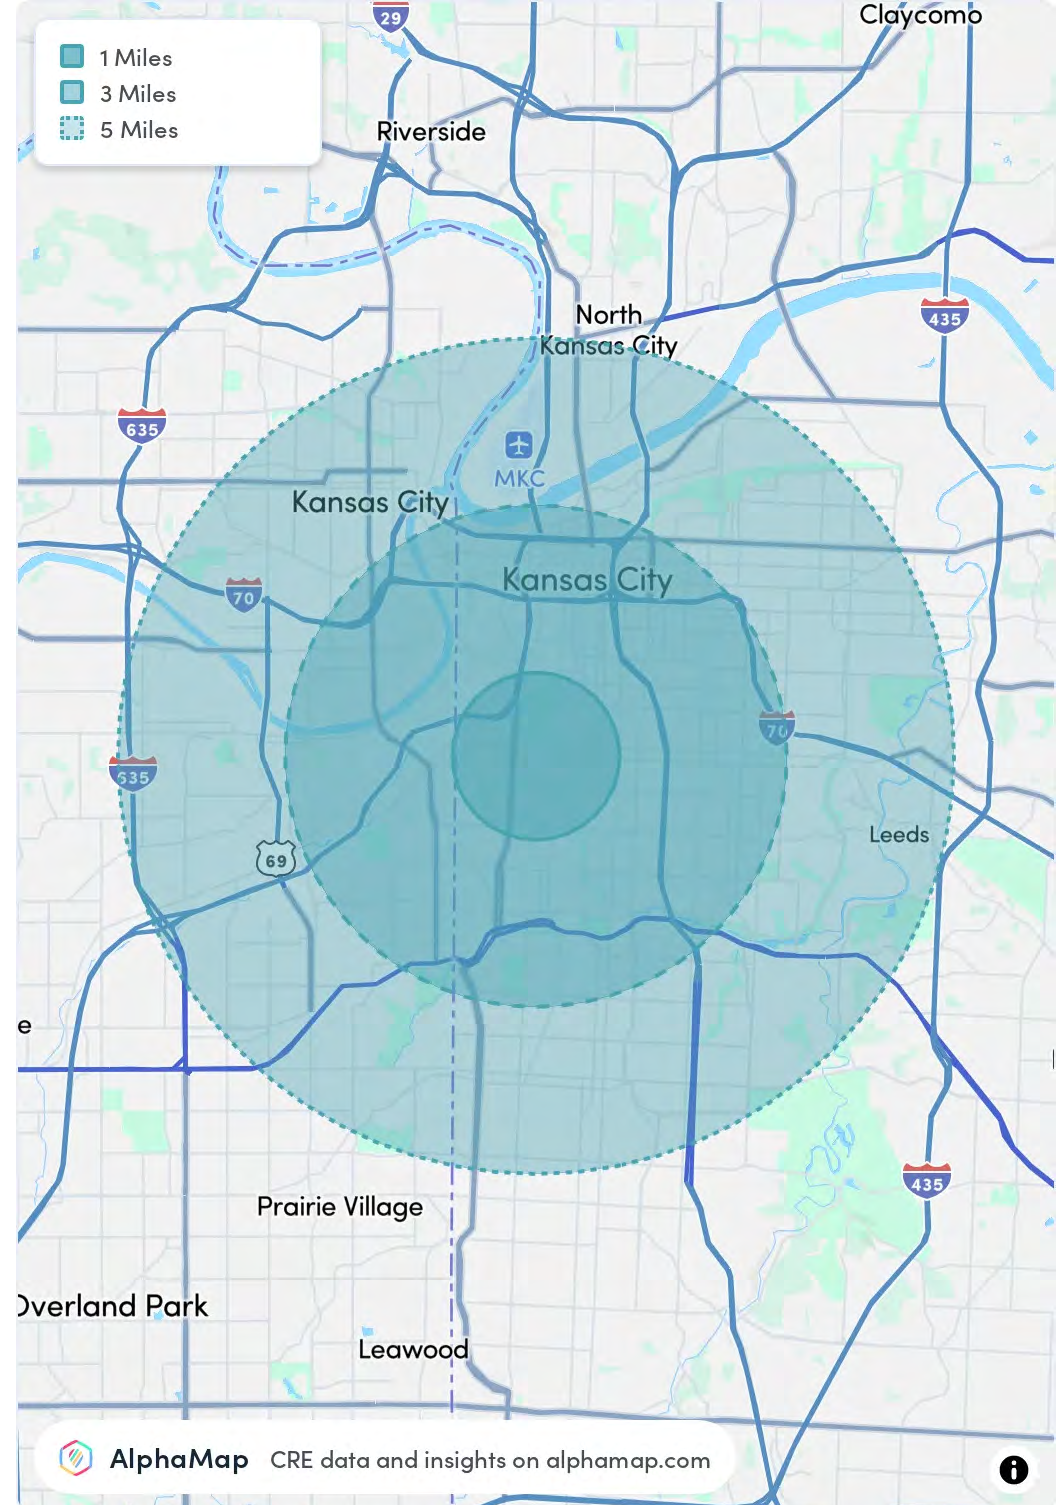 29
Claycomo
1 Miles
3 Miles
5 Miles
Riverside
North
Kansas City
435
635
MKC
Kansas City
Kansas City
70
70
635
Leeds
69
e
435
Prairie Village
Overland Park
Leawood
AlphaMap CRE data and insights on alphamap.com